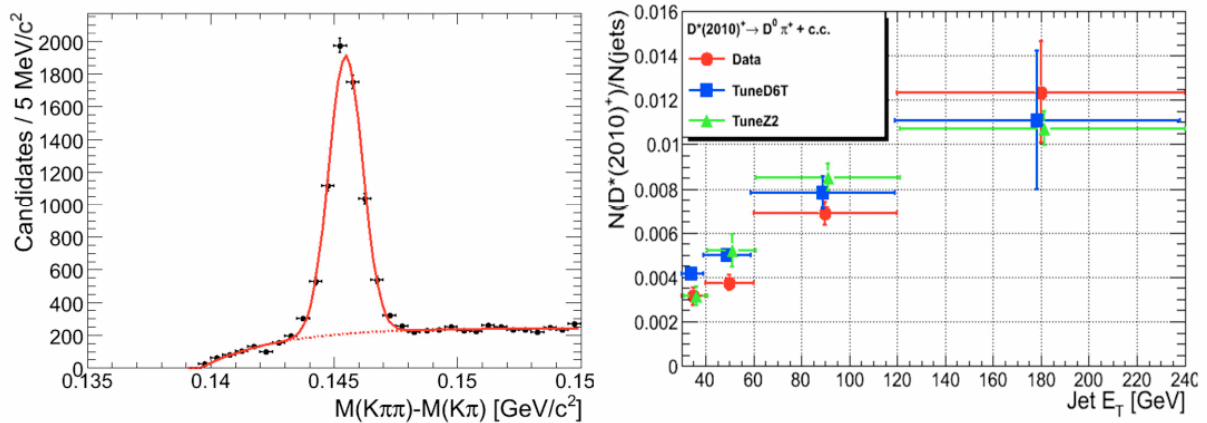 Candidates / 5 MeV/c²
2000
1800
1600
1400
1200
1000
800
600
400
200
0
0.135
0.14
0.145
0.15
0.15
M(Kππ)-M(Kπ) [GeV/c²]
N(D*(2010)⁺)/N(jets)
0.016
0.014
0.012
0.01
0.008
0.006
0.004
0.002
0
D*(2010)⁺→ D⁰ π⁺ + c.c.
Data
TuneD6T
TuneZ2
40 60 80 100 120 140 160 180 200 220 240
Jet E_T [GeV]